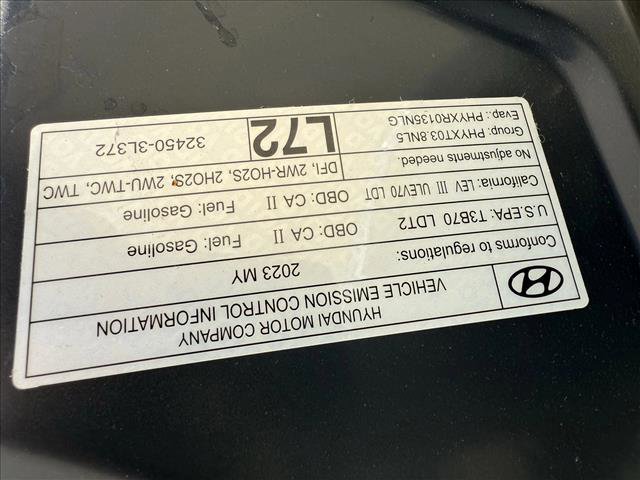 HYUNDAI MOTOR COMPANY
VEHICLE EMISSION CONTROL INFORMATION
Conforms to regulations: 2023 MY
U.S.EPA: T3B70 LDT2 OBD: CA II Fuel: Gasoline
California: LEV III ULEV70 LDT OBD: CA II Fuel: Gasoline
No adjustments needed. DFI, 2WR-HO2S, 2HO2S, 2WU-TWC, TWC
Group: PHYXT03.8NL5
Evap.: PHYXR0135NLG
L72
32450-3L372